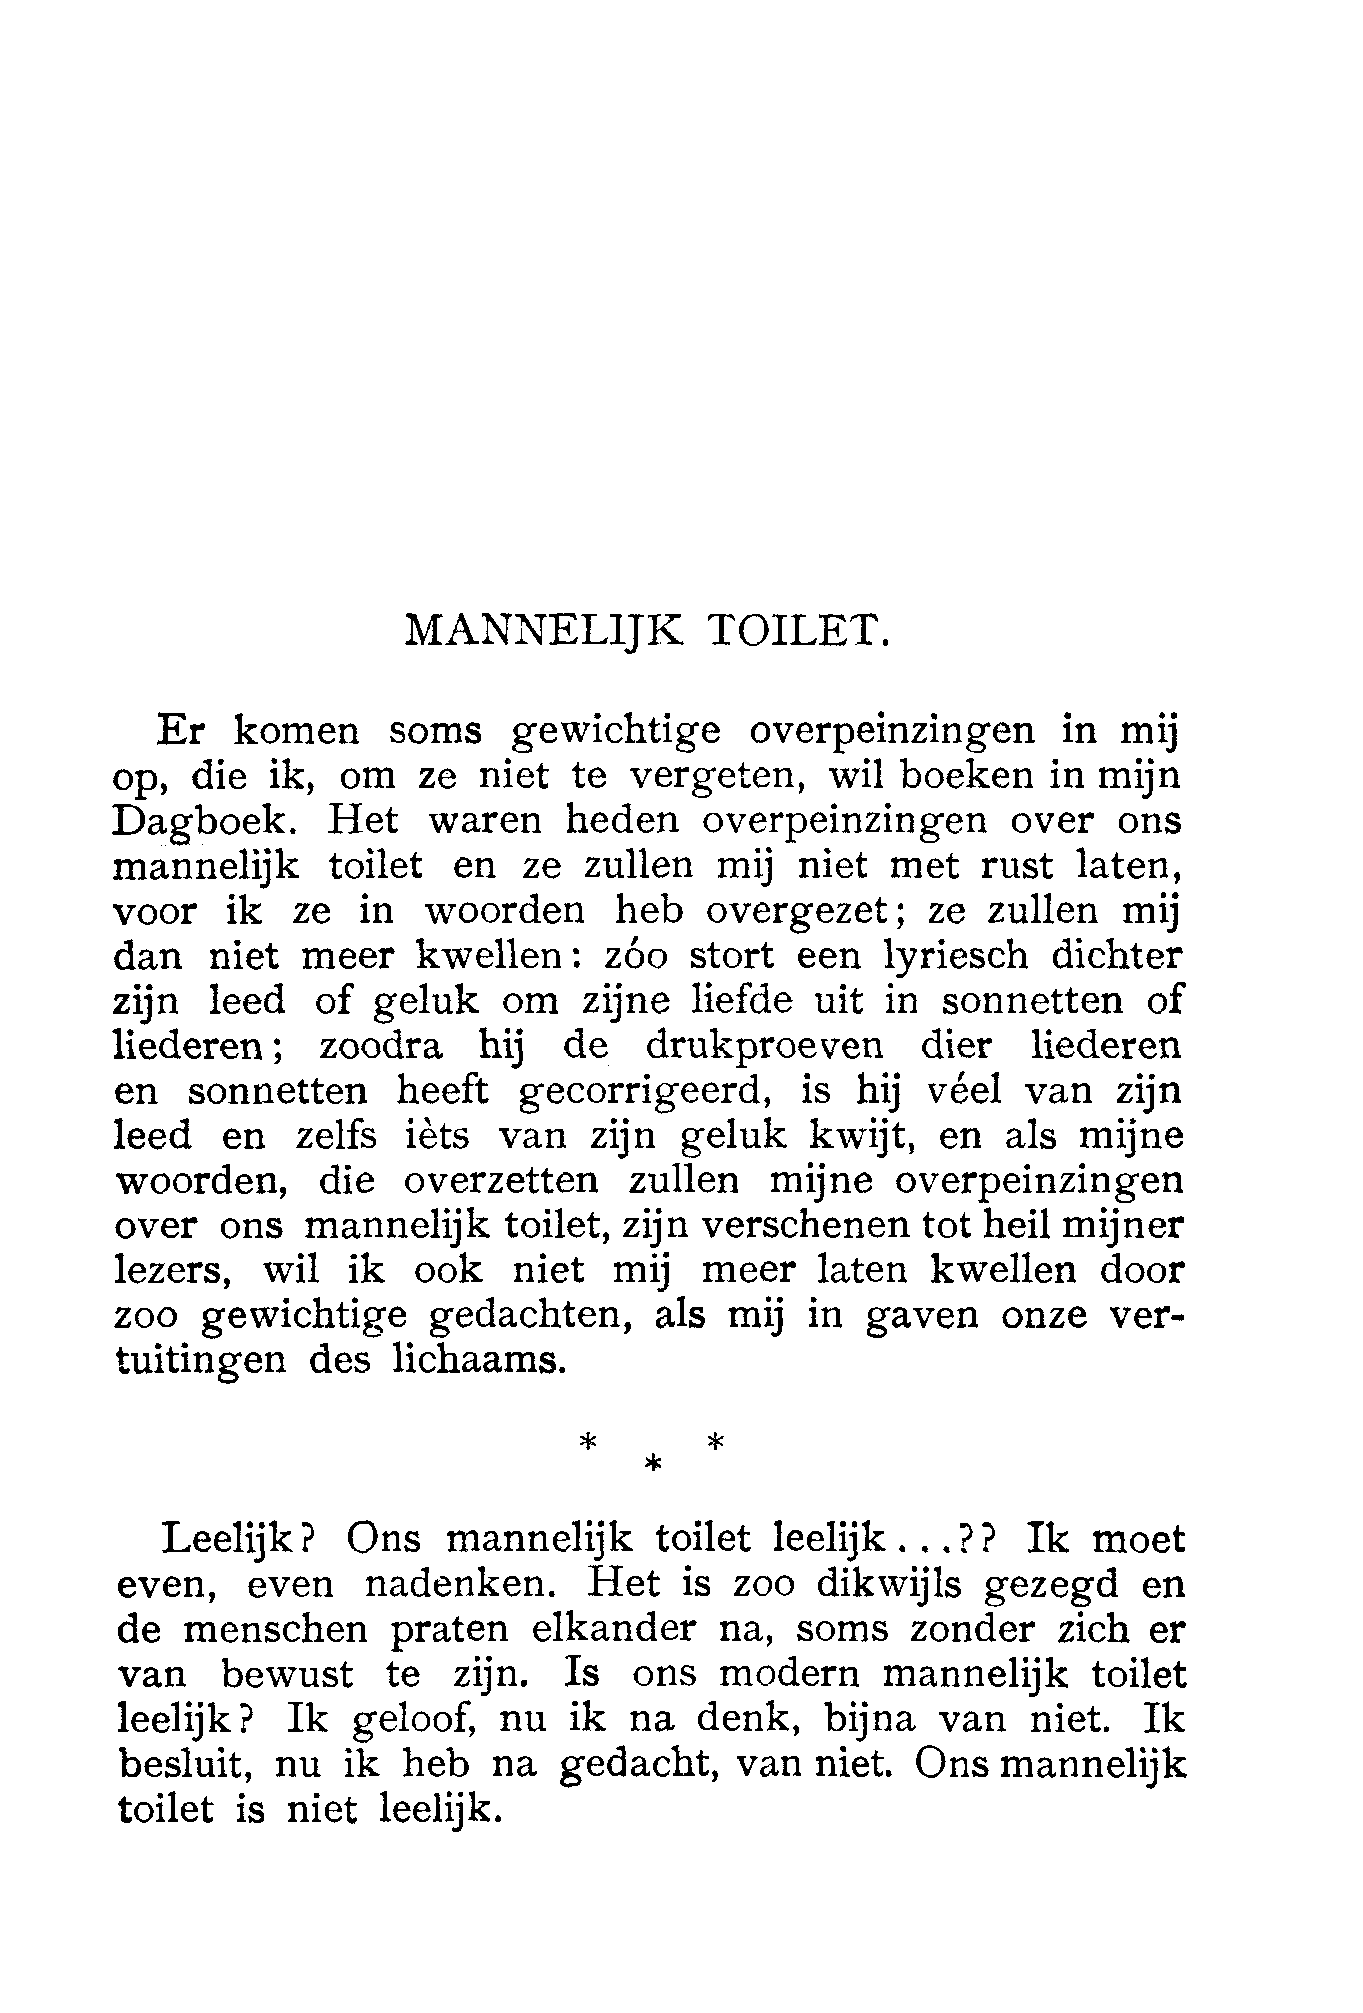 MANNELIJK TOILET.
Er komen soms gewichtige overpeinzingen in mij
op, die ik, om ze niet te vergeten, wil boeken in mijn
Dagboek. Het waren heden overpeinzingen over ons
mannelijk toilet en ze zullen mij niet met rust laten,
voor ik ze in woorden heb overgezet; ze zullen mij
dan niet meer kwellen: zóo stort een lyriesch dichter
zijn leed of geluk om zijne liefde uit in sonnetten of
liederen; zoodra hij de drukproeven dier liederen
en sonnetten heeft gecorrigeerd, is hij véel van zijn
leed en zelfs ièts van zijn geluk kwijt, en als mijne
woorden, die overzetten zullen mijne overpeinzingen
over ons mannelijk toilet, zijn verschenen tot heil mijner
lezers, wil ik ook niet mij meer laten kwellen door
zoo gewichtige gedachten, als mij in gaven onze ver-
tuitingen des lichaams.
* * *
Leelijk? Ons mannelijk toilet leelijk...?? Ik moet
even, even nadenken. Het is zoo dikwijls gezegd en
de menschen praten elkander na, soms zonder zich er
van bewust te zijn. Is ons modern mannelijk toilet
leelijk? Ik geloof, nu ik na denk, bijna van niet. Ik
besluit, nu ik heb na gedacht, van niet. Ons mannelijk
toilet is niet leelijk.